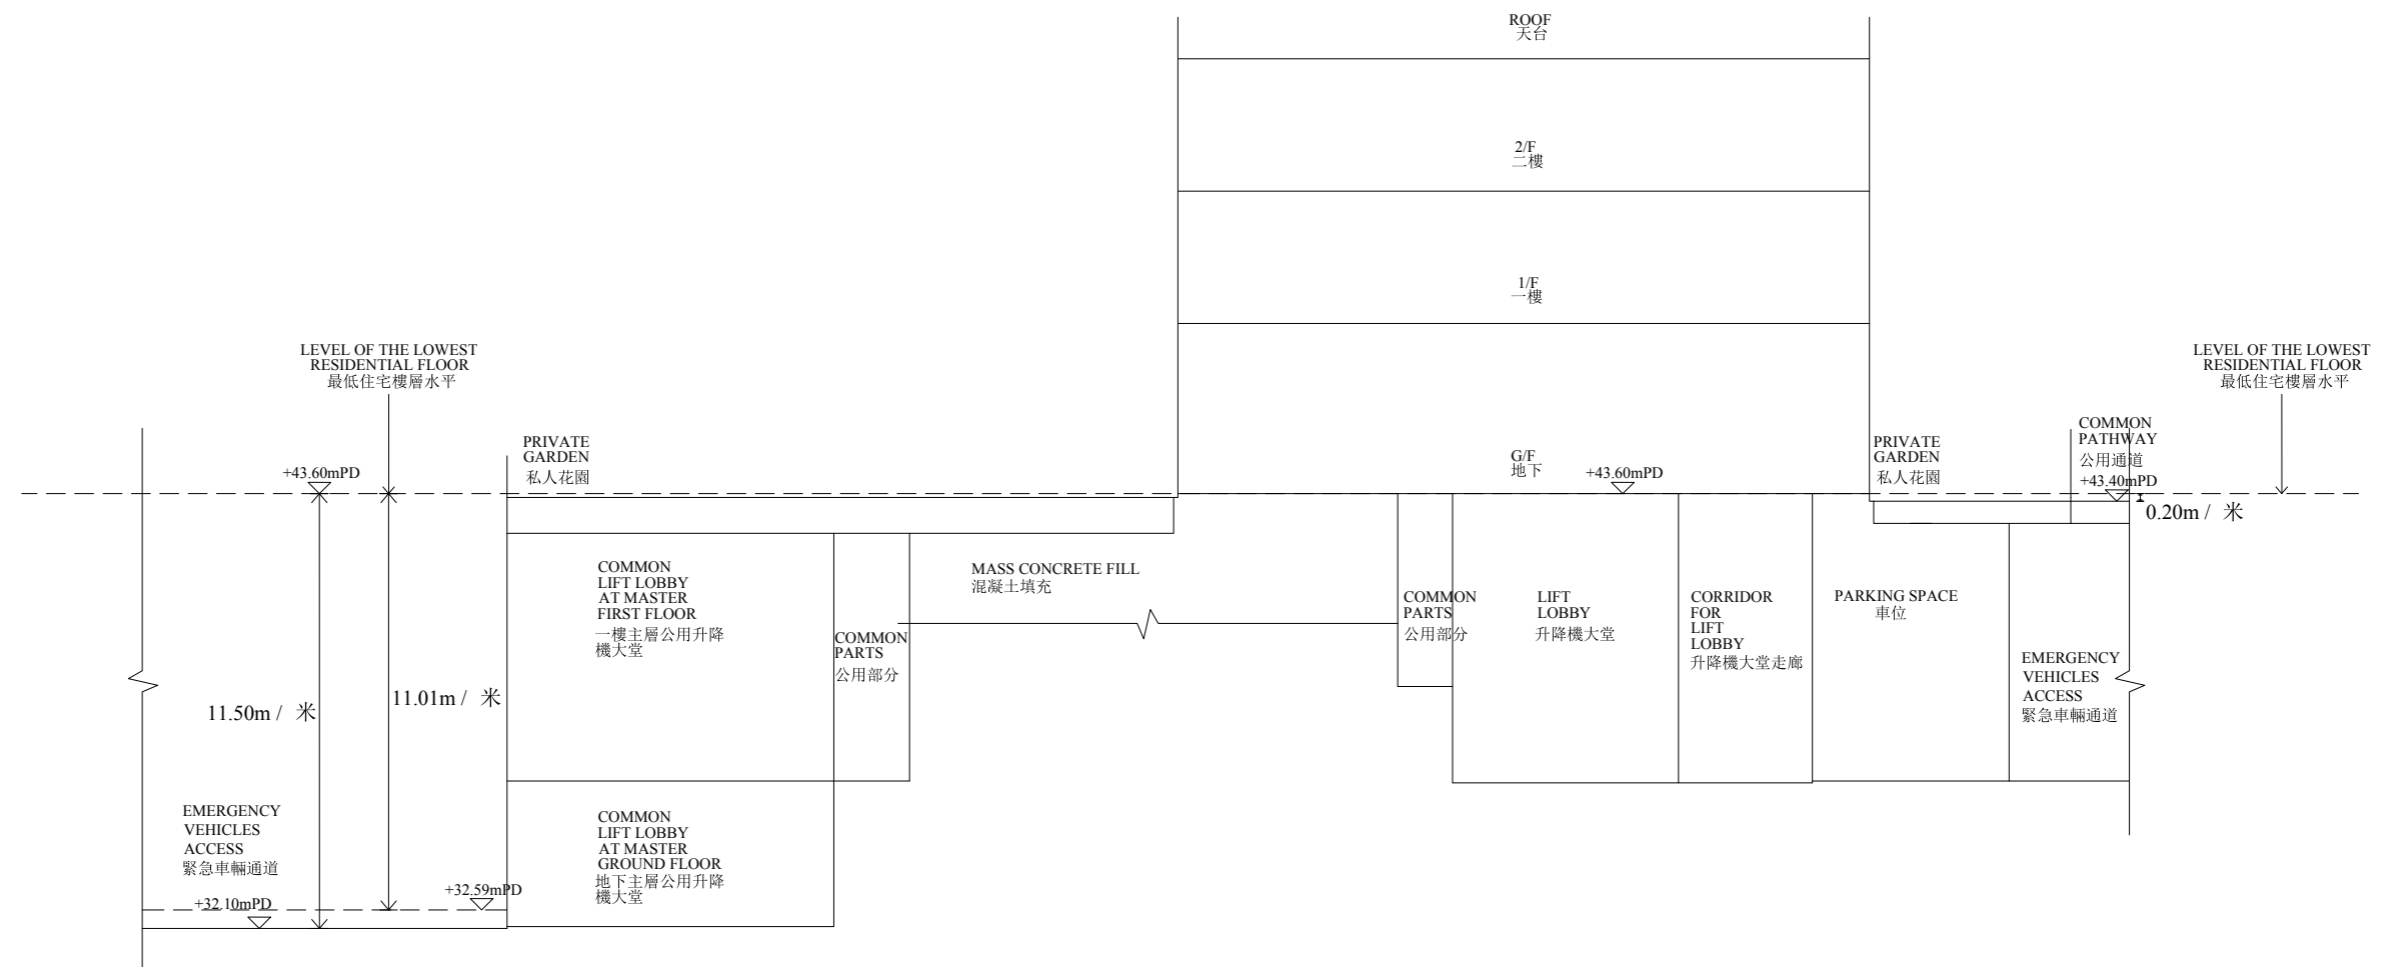 ROOF
天台
2/F
二樓
1/F
一樓
LEVEL OF THE LOWEST
RESIDENTIAL FLOOR
最低住宅樓層水平
LEVEL OF THE LOWEST
RESIDENTIAL FLOOR
最低住宅樓層水平
+43.60mPD
PRIVATE
GARDEN
私人花園
G/F
地下
+43.60mPD
PRIVATE
GARDEN
私人花園
COMMON
PATHWAY
公用通道
+43.40mPD
0.20m / 米
COMMON
LIFT LOBBY
AT MASTER
FIRST FLOOR
一樓主層公用升降
機大堂
COMMON
PARTS
公用部分
MASS CONCRETE FILL
混凝土填充
COMMON
PARTS
公用部分
LIFT
LOBBY
升降機大堂
CORRIDOR
FOR
LIFT
LOBBY
升降機大堂走廊
PARKING SPACE
車位
EMERGENCY
VEHICLES
ACCESS
緊急車輛通道
11.50m / 米
11.01m / 米
EMERGENCY
VEHICLES
ACCESS
緊急車輛通道
+32.10mPD
+32.59mPD
COMMON
LIFT LOBBY
AT MASTER
GROUND FLOOR
地下主層公用升降
機大堂